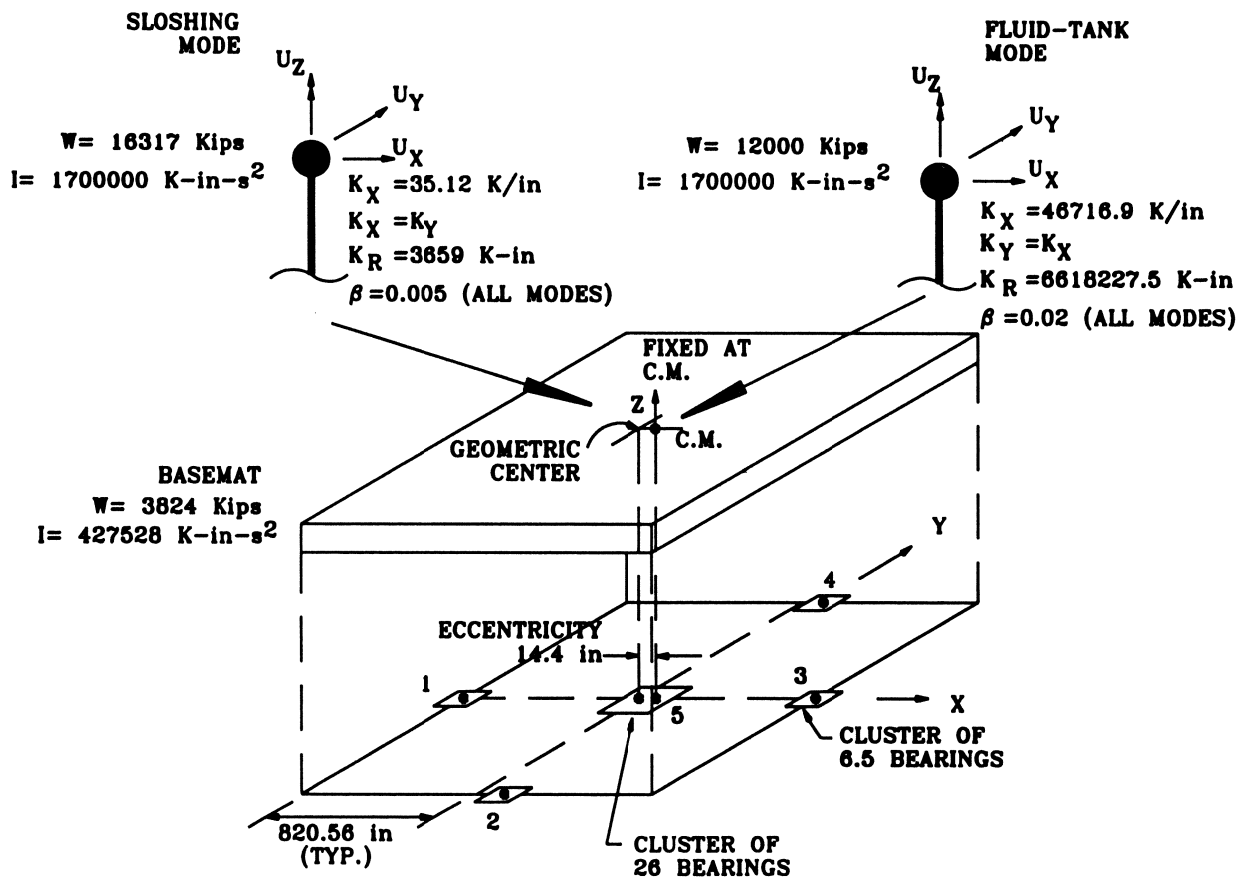 SLOSHING
MODE
U_Z
U_Y
U_X
W= 16317 Kips
I= 1700000 K-in-s²
K_X =35.12 K/in
K_X =K_Y
K_R =3659 K-in
β =0.005 (ALL MODES)
FLUID-TANK
MODE
U_Z
U_Y
U_X
W= 12000 Kips
I= 1700000 K-in-s²
K_X =46716.9 K/in
K_Y =K_X
K_R =6618227.5 K-in
β =0.02 (ALL MODES)
FIXED AT
C.M.
Z
C.M.
GEOMETRIC
CENTER
BASEMAT
W= 3824 Kips
I= 427528 K-in-s²
Y
4
ECCENTRICITY
14.4 in
1
3
5
X
CLUSTER OF
6.5 BEARINGS
2
820.56 in
(TYP.)
CLUSTER OF
26 BEARINGS